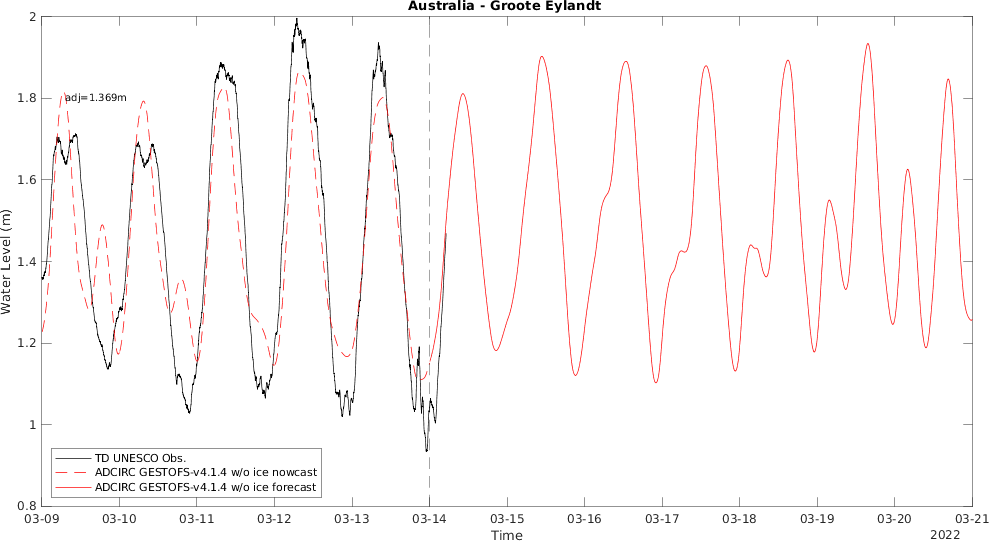 Australia - Groote Eylandt
2
1.8
1.6
1.4
1.2
1
0.8
Water Level (m)
adj=1.369m
TD UNESCO Obs.
ADCIRC GESTOFS-v4.1.4 w/o ice nowcast
ADCIRC GESTOFS-v4.1.4 w/o ice forecast
03-09 03-10 03-11 03-12 03-13 03-14 03-15 03-16 03-17 03-18 03-19 03-20 03-21
Time
2022